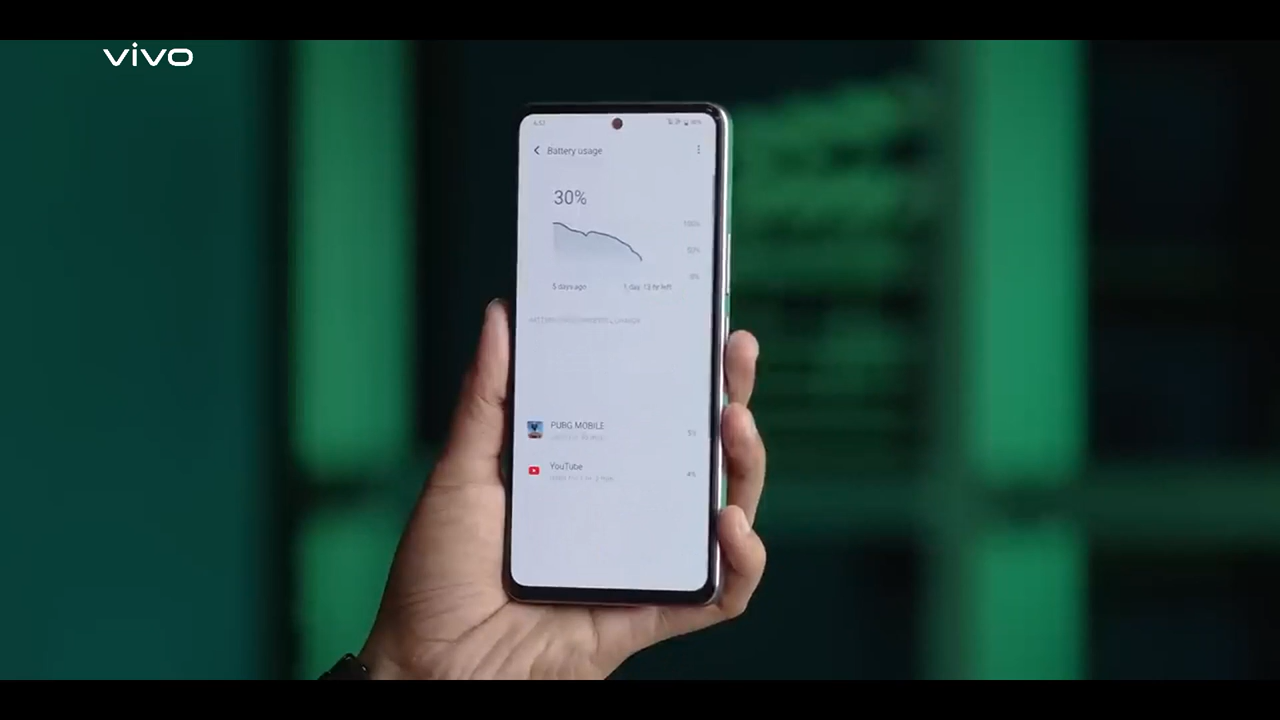 vivo
Battery usage
30%
100%
50%
0%
5 days ago
1 day 13 hr left
PUBG MOBILE
5%
YouTube
4%